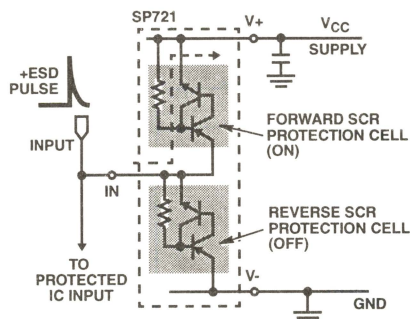 SP721
V+
VCC
SUPPLY
+ESD
PULSE
FORWARD SCR
PROTECTION CELL
(ON)
INPUT
IN
REVERSE SCR
PROTECTION CELL
(OFF)
TO
PROTECTED
IC INPUT
V-
GND